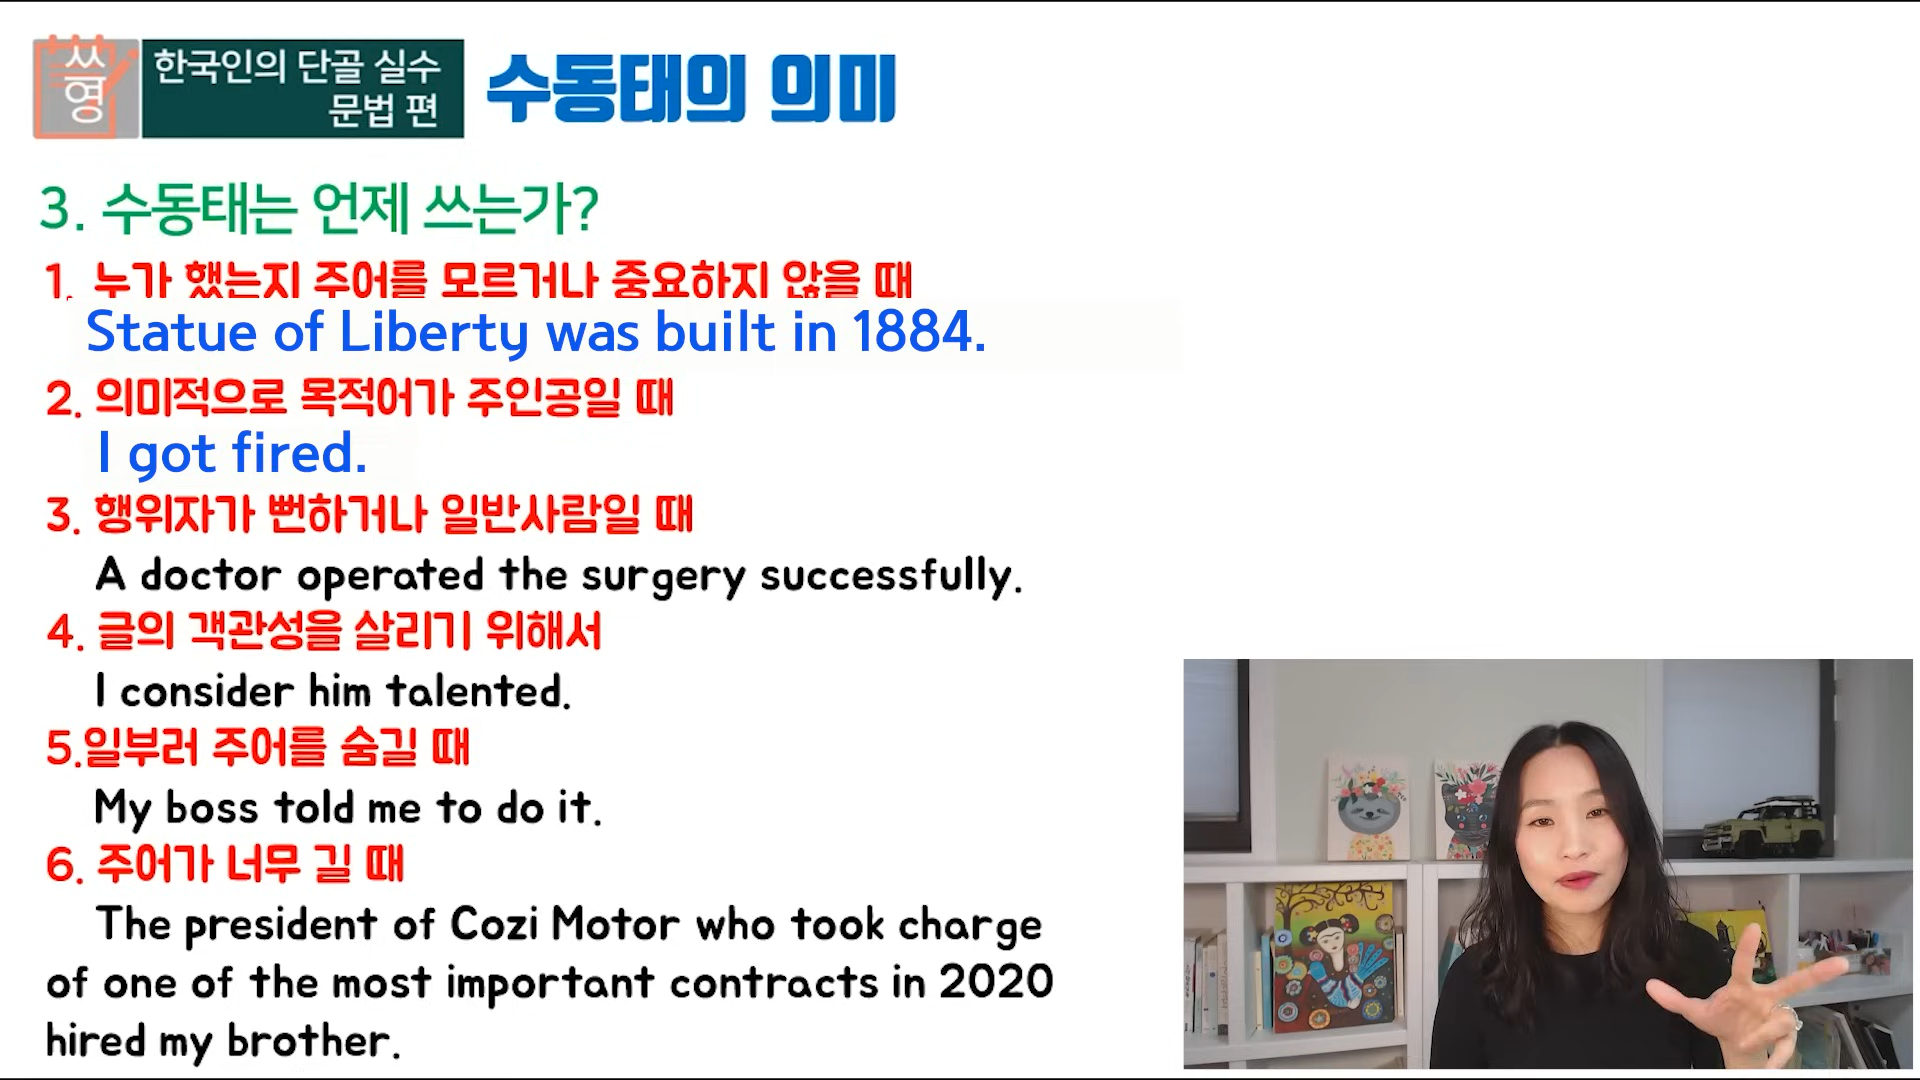 쓰영
한국인의 단골 실수
문법 편
수동태의 의미
3. 수동태는 언제 쓰는가?
1. 누가 했는지 주어를 모르거나 중요하지 않을 때
Statue of Liberty was built in 1884.
2. 의미적으로 목적어가 주인공일 때
I got fired.
3. 행위자가 뻔하거나 일반사람일 때
A doctor operated the surgery successfully.
4. 글의 객관성을 살리기 위해서
I consider him talented.
5.일부러 주어를 숨길 때
My boss told me to do it.
6. 주어가 너무 길 때
The president of Cozi Motor who took charge
of one of the most important contracts in 2020
hired my brother.